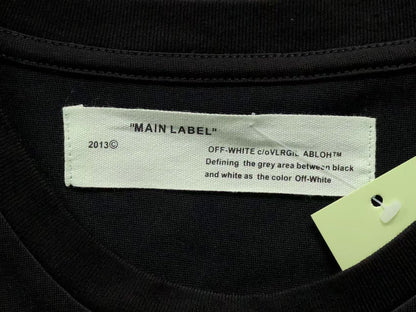 "MAIN LABEL"
2013©
OFF-WHITE c/oVLRGIL ABLOH™
Defining the grey area between black
and white as the color Off-White